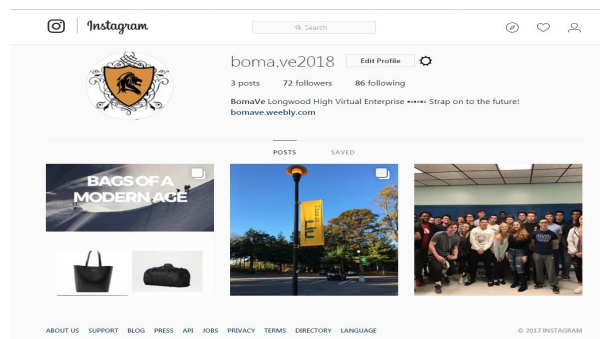 Instagram
Search
boma.ve2018 Edit Profile
3 posts 72 followers 86 following
BomaVe Longwood High Virtual Enterprise •••••• Strap on to the future!
bomave.weebly.com
POSTS SAVED
BAGS OF A
MODERN AGE
ABOUT US SUPPORT BLOG PRESS API JOBS PRIVACY TERMS DIRECTORY LANGUAGE © 2017 INSTAGRAM